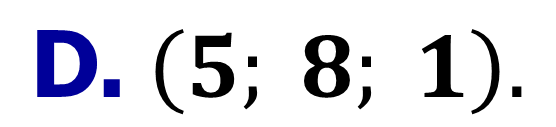 D. (5; 8; 1).